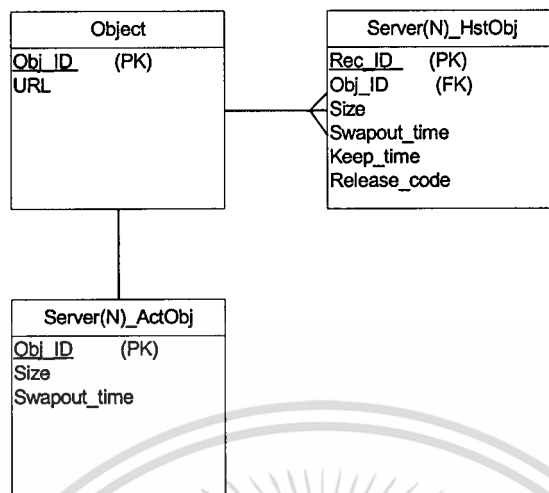 Object
Obj_ID (PK)
URL
Server(N)_HstObj
Rec_ID (PK)
Obj_ID (FK)
Size
Swapout_time
Keep_time
Release_code
Server(N)_ActObj
Obj_ID (PK)
Size
Swapout_time